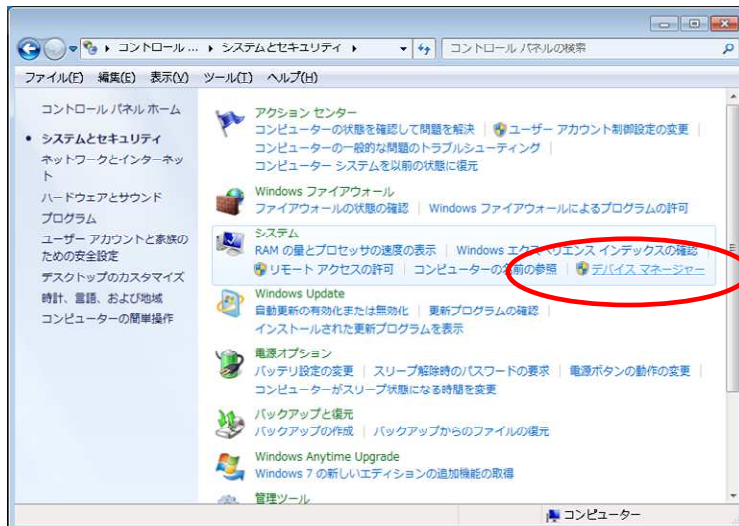 コントロール ... システムとセキュリティ コントロール パネルの検索
ファイル(F) 編集(E) 表示(V) ツール(T) ヘルプ(H)
コントロール パネル ホーム
システムとセキュリティ
ネットワークとインターネッ
ト
ハードウェアとサウンド
プログラム
ユーザー アカウントと家族の
ための安全設定
デスクトップのカスタマイズ
時計、言語、および地域
コンピューターの簡単操作
アクション センター
コンピューターの状態を確認して問題を解決 ユーザー アカウント制御設定の変更
コンピューターの一般的な問題のトラブルシューティング
コンピューター システムを以前の状態に復元
Windows ファイアウォール
ファイアウォールの状態の確認 Windows ファイアウォールによるプログラムの許可
システム
RAM の量とプロセッサの速度の表示 Windows エクスペリエンス インデックスの確認
リモート アクセスの許可 コンピューターの名前の参照 デバイス マネージャー
Windows Update
自動更新の有効化または無効化 更新プログラムの確認
インストールされた更新プログラムを表示
電源オプション
バッテリ設定の変更 スリープ解除時のパスワードの要求 電源ボタンの動作の変更
コンピューターがスリープ状態になる時間を変更
バックアップと復元
バックアップの作成 バックアップからのファイルの復元
Windows Anytime Upgrade
Windows 7 の新しいエディションの追加機能の取得
管理ツール
コンピューター